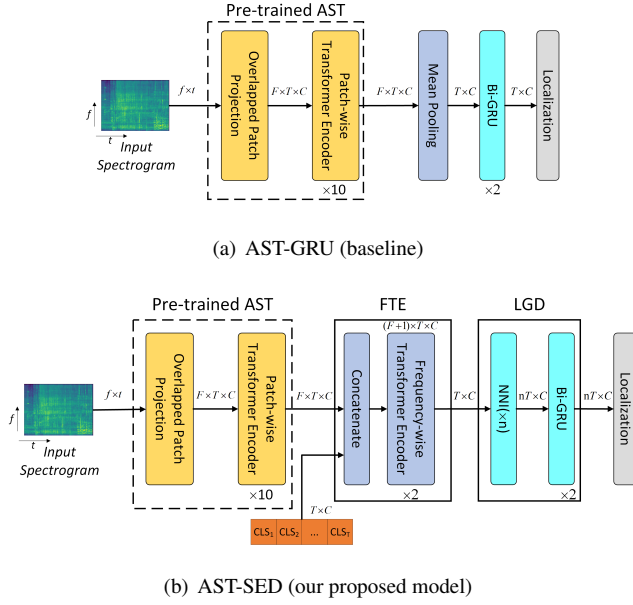 Pre-trained AST
f×t
Overlapped Patch
Projection
F×T×C
Patch-wise
Transformer Encoder
×10
F×T×C
Mean Pooling
T×C
Bi-GRU
×2
T×C
Localization
f
t
Input
Spectrogram
(a) AST-GRU (baseline)
Pre-trained AST
FTE
LGD
f×t
Overlapped Patch
Projection
F×T×C
Patch-wise
Transformer Encoder
×10
F×T×C
Concatenate
(F+1)×T×C
Frequency-wise
Transformer Encoder
×2
T×C
NNI(×n)
nT×C
Bi-GRU
×2
nT×C
Localization
f
t
Input
Spectrogram
T×C
CLS₁ CLS₂ ... CLSₜ
(b) AST-SED (our proposed model)